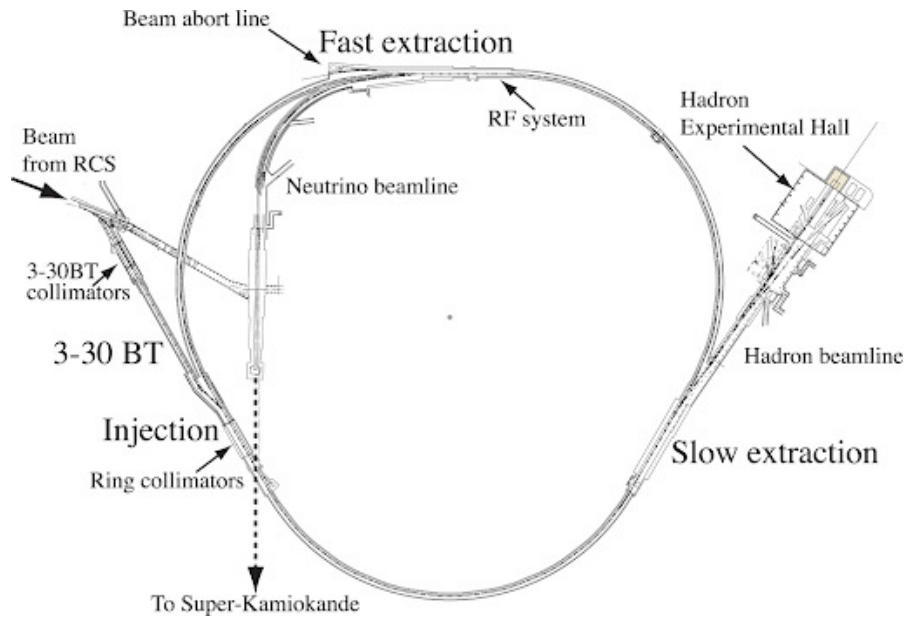 Beam abort line
Fast extraction
RF system
Hadron
Experimental Hall
Beam
from RCS
Neutrino beamline
3-30BT
collimators
3-30 BT
Hadron beamline
Injection
Slow extraction
Ring collimators
To Super-Kamiokande